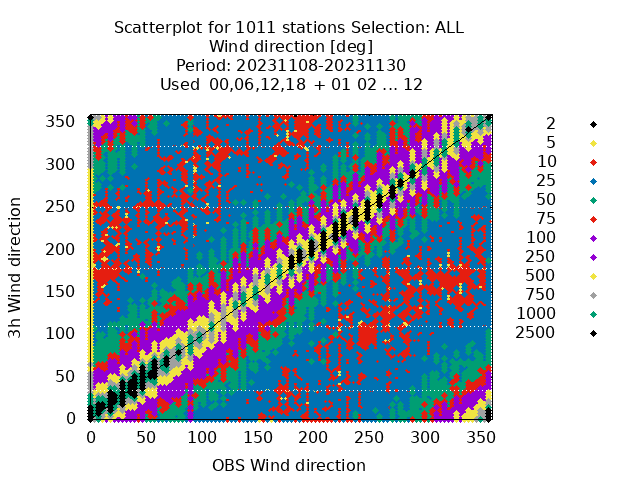 Scatterplot for 1011 stations Selection: ALL
Wind direction [deg]
Period: 20231108-20231130
Used 00,06,12,18 + 01 02 ... 12
3h Wind direction
350
300
250
200
150
100
50
0
0 50 100 150 200 250 300 350
OBS Wind direction
2
5
10
25
50
75
100
250
500
750
1000
2500